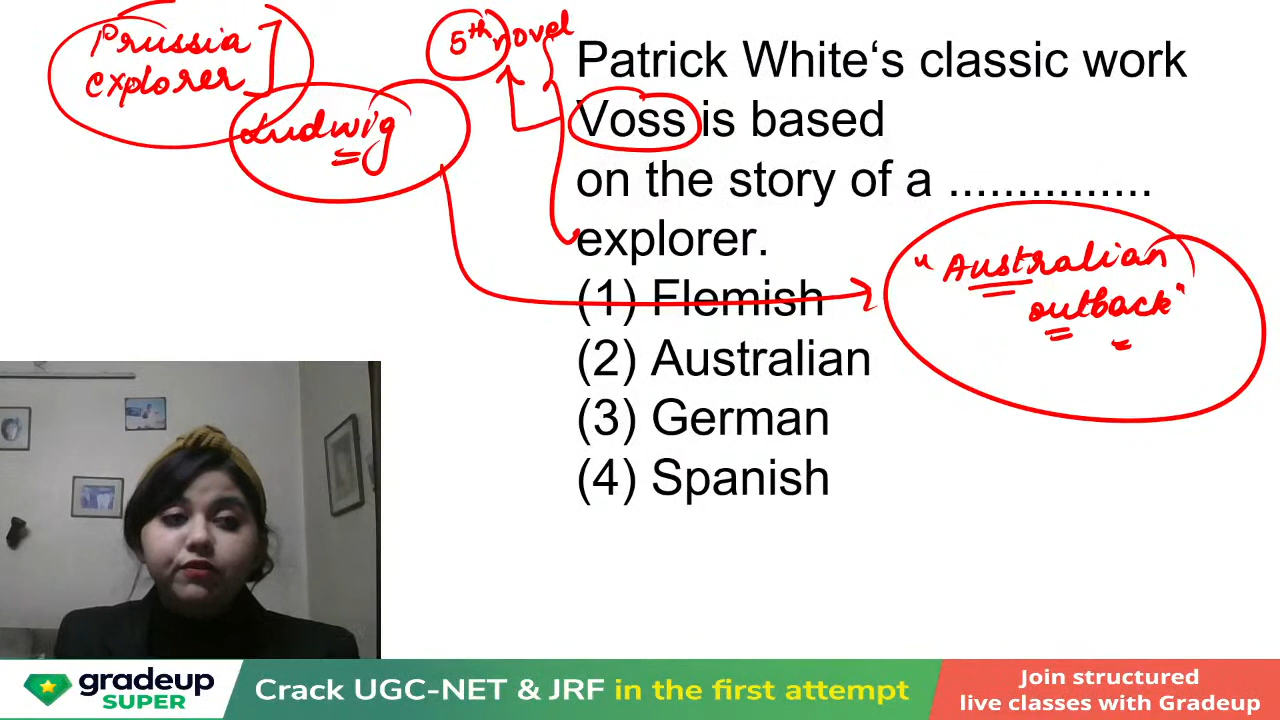 Prussia
explorer
Ludwig
5th novel
Patrick White‘s classic work
Voss is based
on the story of a ...............
explorer.
(1) Flemish
(2) Australian
(3) German
(4) Spanish
"Australian
outback"
gradeup
SUPER
Crack UGC-NET & JRF in the first attempt
Join structured
live classes with Gradeup